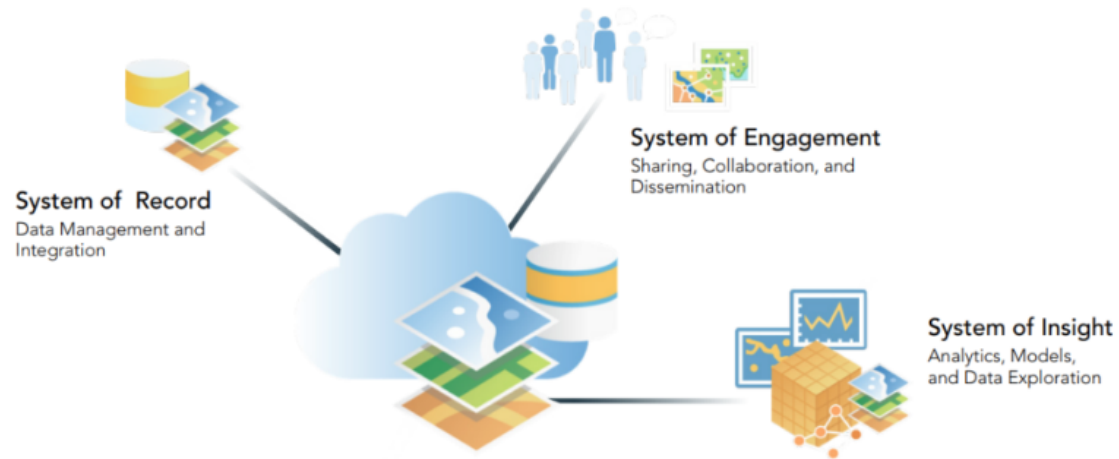 System of Engagement
Sharing, Collaboration, and
Dissemination
System of Record
Data Management and
Integration
System of Insight
Analytics, Models,
and Data Exploration